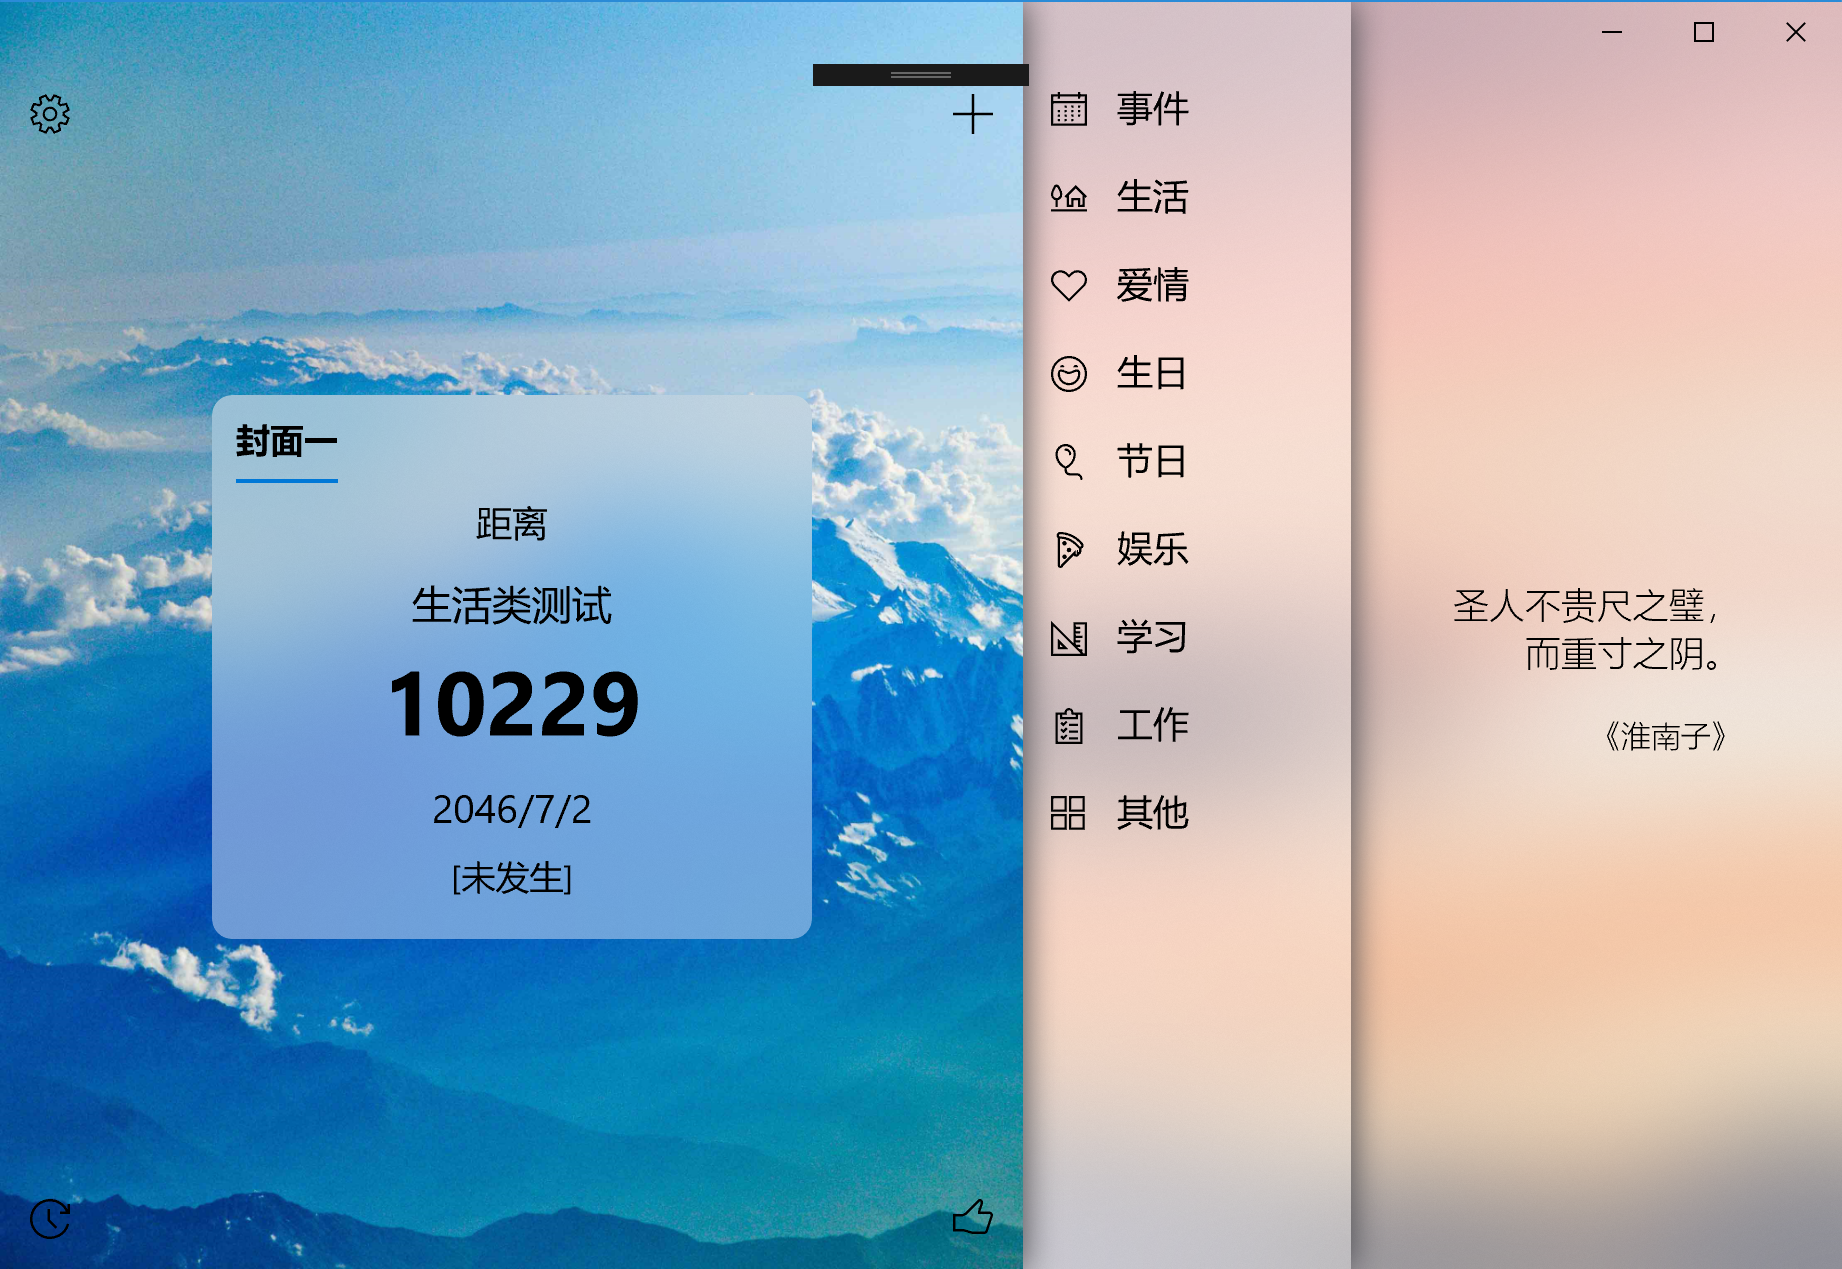 封面一
距离
生活类测试
10229
2046/7/2
[未发生]
事件
生活
爱情
生日
节日
娱乐
学习
工作
其他
圣人不贵尺之璧，
而重寸之阴。
《淮南子》